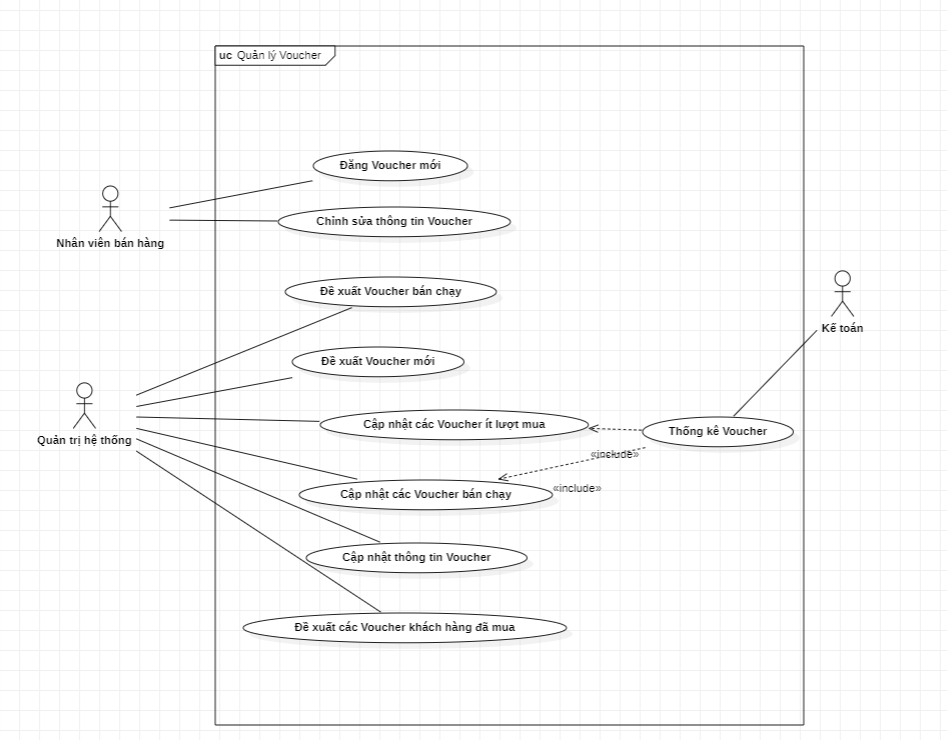 uc Quản lý Voucher
Đăng Voucher mới
Nhân viên bán hàng
Chỉnh sửa thông tin Voucher
Đề xuất Voucher bán chạy
Kế toán
Đề xuất Voucher mới
Quản trị hệ thống
Cập nhật các Voucher ít lượt mua
Thống kê Voucher
«include»
Cập nhật các Voucher bán chạy
«include»
Cập nhật thông tin Voucher
Đề xuất các Voucher khách hàng đã mua